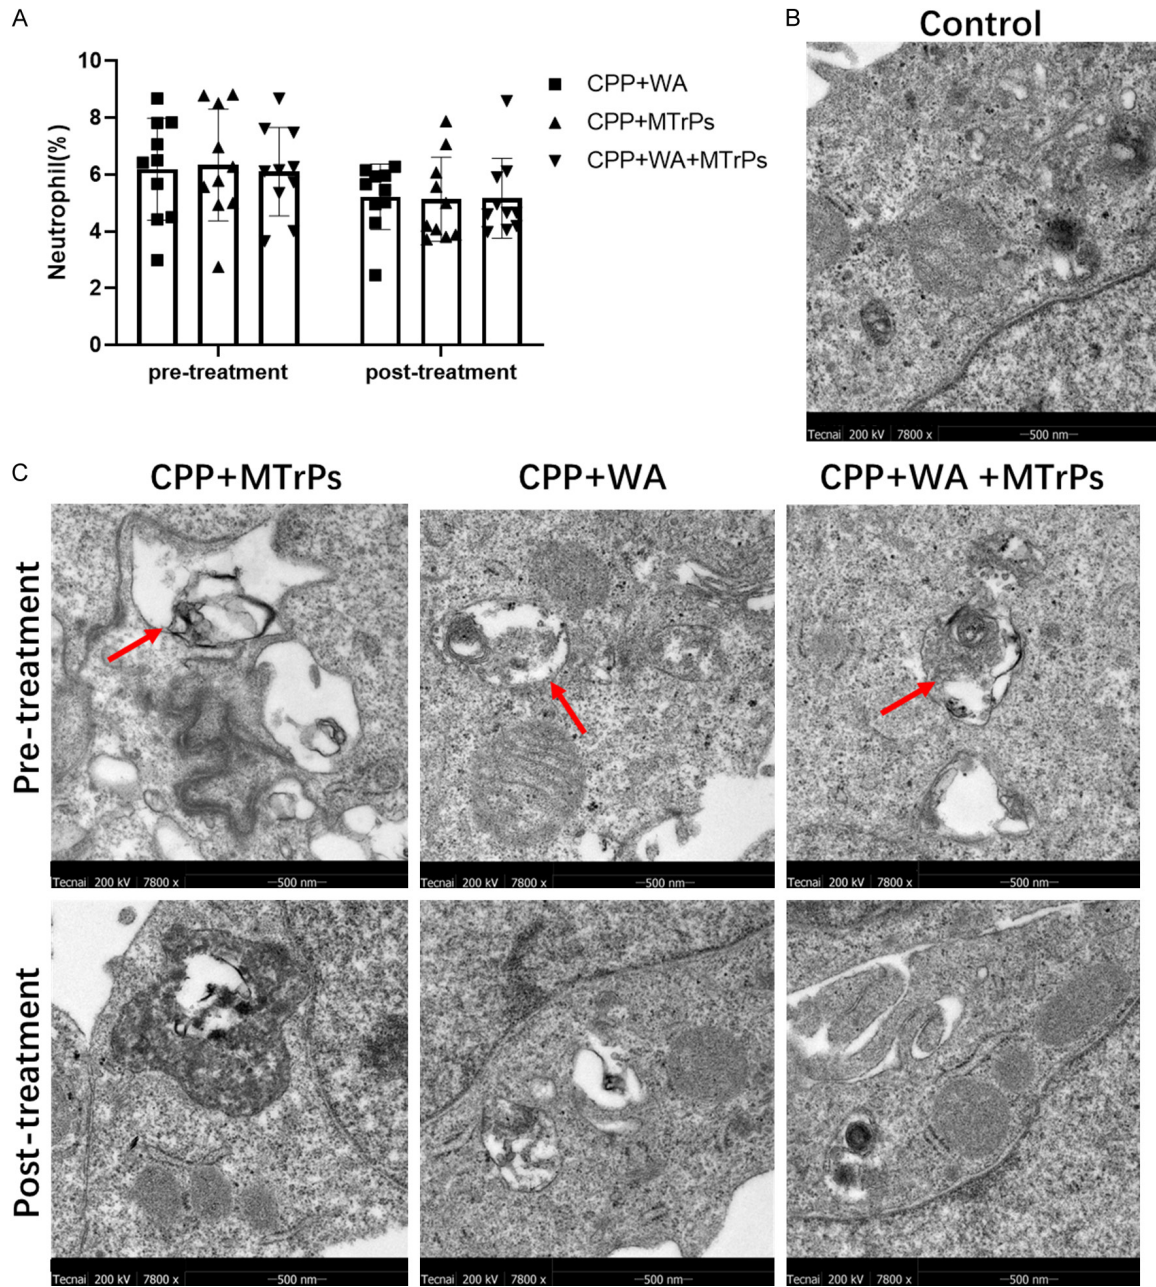 A
10
8
6
4
2
0
Neutrophil(%)
pre-treatment
post-treatment
CPP+WA
CPP+MTrPs
CPP+WA+MTrPs
B
Control
Tecnai 200 kV 7800 x 500 nm
C
CPP+MTrPs
CPP+WA
CPP+WA +MTrPs
Pre-treatment
Tecnai 200 kV 7800 x 500 nm
Tecnai 200 kV 7800 x 500 nm
Tecnai 200 kV 7800 x 500 nm
Post-treatment
Tecnai 200 kV 7800 x 500 nm
Tecnai 200 kV 7800 x 500 nm
Tecnai 200 kV 7800 x 500 nm